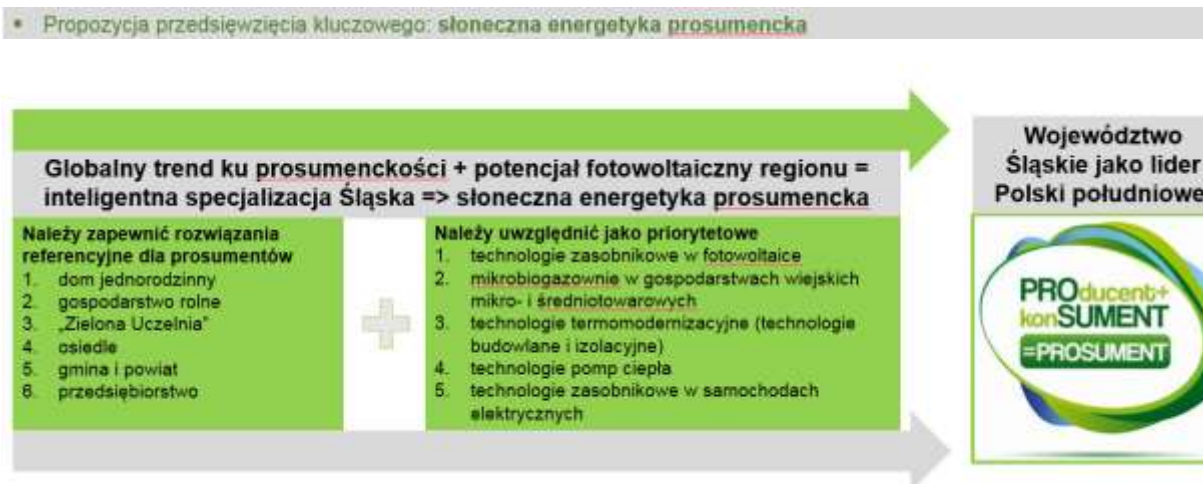 ▪ Propozycja przedsięwzięcia kluczowego: słoneczna energetyka prosumencka
Globalny trend ku prosumenckości + potencjał fotowoltaiczny regionu =
inteligentna specjalizacja Śląska => słoneczna energetyka prosumencka
Należy zapewnić rozwiązania
referencyjne dla prosumentów
1. dom jednorodzinny
2. gospodarstwo rolne
3. „Zielona Uczelnia”
4. osiedle
5. gmina i powiat
6. przedsiębiorstwo
Należy uwzględnić jako priorytetowe
1. technologie zasobnikowe w fotowoltaice
2. mikrobiogazownie w gospodarstwach wiejskich
mikro- i średniotowarowych
3. technologie termomodernizacyjne (technologie
budowlane i izolacyjne)
4. technologie pomp ciepła
5. technologie zasobnikowe w samochodach
elektrycznych
Województwo
Śląskie jako lider
Polski południowe
PROducent+
konSUMENT
=PROSUMENT